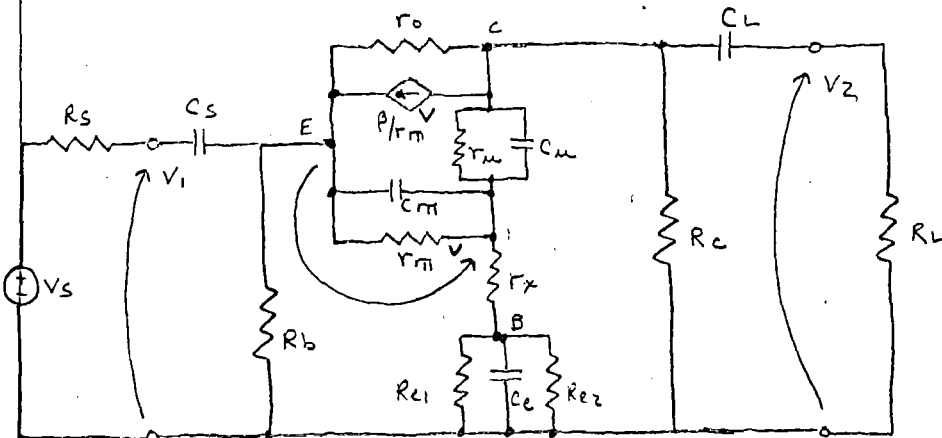 ro
C
CL
Rs
Cs
E
β/rπ V
rμ
Cμ
V1
V2
Cπ
rπ
V
Rc
RL
rx
Vs
Rb
B
Re1
Ce
Re2